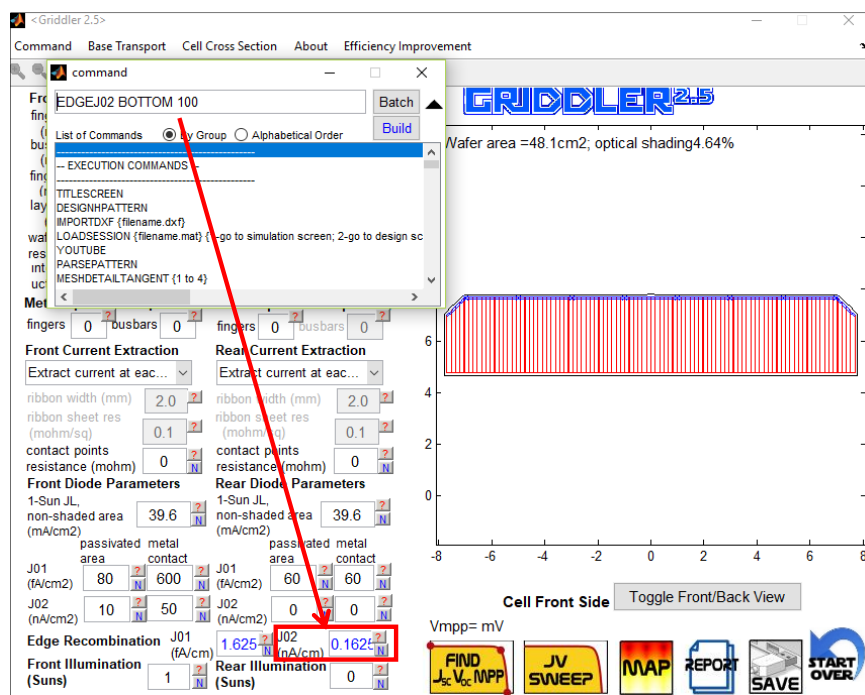 <Griddler 2.5>
Command Base Transport Cell Cross Section About Efficiency Improvement
command
EDGEJ02 BOTTOM 100
Batch
Build
List of Commands By Group Alphabetical Order
-- EXECUTION COMMANDS --
TITLESCREEN
DESIGNHPATTERN
IMPORTDXF {filename.dxf}
LOADSESSION {filename.mat} {
-go to simulation screen; 2-go to design sc
YOUTUBE
PARSEPATTERN
MESHDETAILTANGENT {1 to 4}
GRIDDLER 2.5
Wafer area =48.1cm2; optical shading4.64%
fingers 0 ? busbars 0 ?
fingers 0 ? busbars 0 ?
Front Current Extraction
Rear Current Extraction
Extract current at eac...
Extract current at eac...
ribbon width (mm) 2.0 ?
ribbon width (mm) 2.0 ?
ribbon sheet res
(mohm/sq) 0.1 ? N
ribbon sheet res
(mohm/sq) 0.1 ? N
contact points
resistance (mohm) 0 ? N
contact points
resistance (mohm) 0 ? N
Front Diode Parameters
Rear Diode Parameters
1-Sun JL,
non-shaded area
(mA/cm2)
39.6 ? N
1-Sun JL,
non-shaded area
(mA/cm2)
39.6 ? N
passivated area
metal contact
passivated area
metal contact
J01
(fA/cm2)
80 ? N 600 ? N
J01
(fA/cm2)
60 ? N 60 ? N
J02
(nA/cm2)
10 ? N 50 ? N
J02
(nA/cm2)
0 ? N 0 ? N
Edge Recombination J01
(fA/cm)
1.625 ? N
J02
(nA/cm)
0.1625 ? N
Front Illumination
(Suns)
1 ? N
Rear Illumination
(Suns)
0 ? N
6
4
2
0
-8 -6 -4 -2 0 2 4 6 8
Cell Front Side
Toggle Front/Back View
Vmpp= mV
FIND
Jsc Voc MPP
JV
SWEEP
MAP
REPORT
SAVE
START
OVER